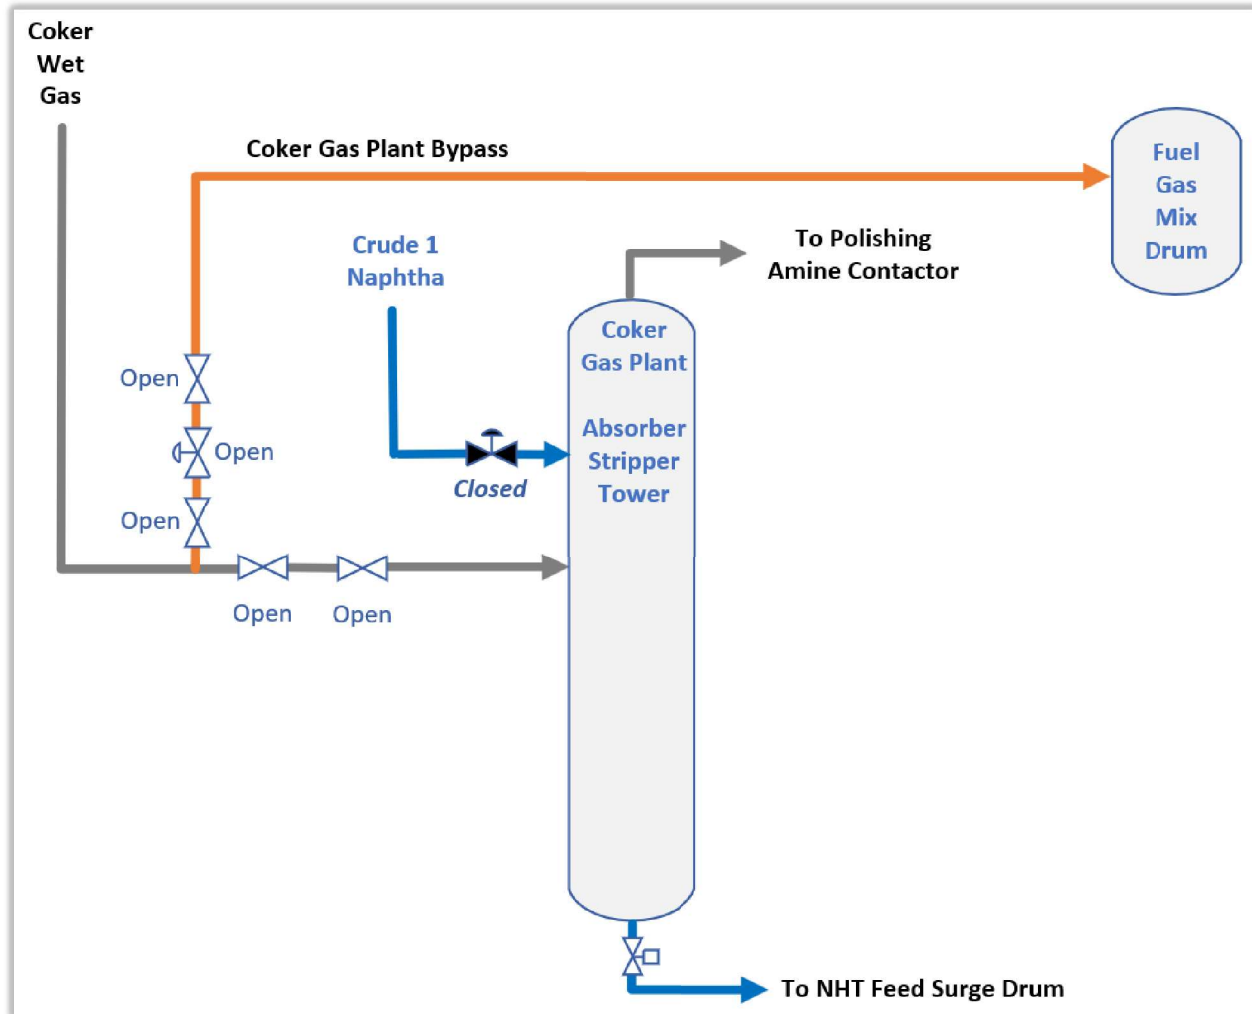 Coker
Wet
Gas
Coker Gas Plant Bypass
Fuel
Gas
Mix
Drum
Crude 1
Naphtha
To Polishing
Amine Contactor
Coker
Gas Plant
Absorber
Stripper
Tower
Open
Open
Closed
Open
Open
Open
To NHT Feed Surge Drum